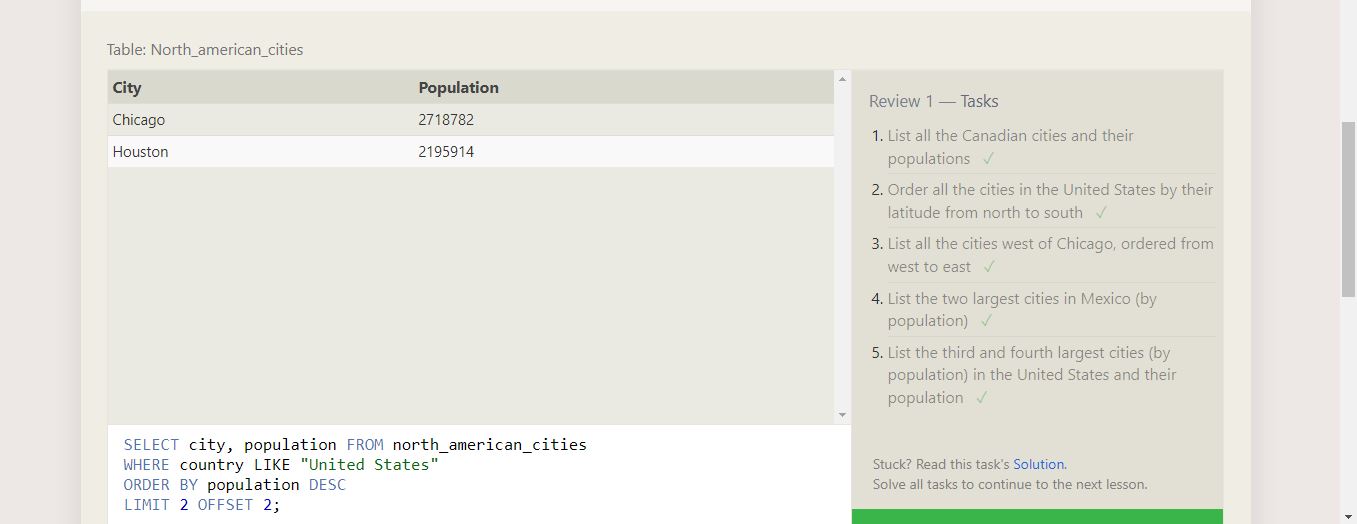 Table: North_american_cities
City Population
Chicago 2718782
Houston 2195914
Review 1 — Tasks
1. List all the Canadian cities and their
populations ✓
2. Order all the cities in the United States by their
latitude from north to south ✓
3. List all the cities west of Chicago, ordered from
west to east ✓
4. List the two largest cities in Mexico (by
population) ✓
5. List the third and fourth largest cities (by
population) in the United States and their
population ✓
Stuck? Read this task's Solution.
Solve all tasks to continue to the next lesson.
SELECT city, population FROM north_american_cities
WHERE country LIKE "United States"
ORDER BY population DESC
LIMIT 2 OFFSET 2;